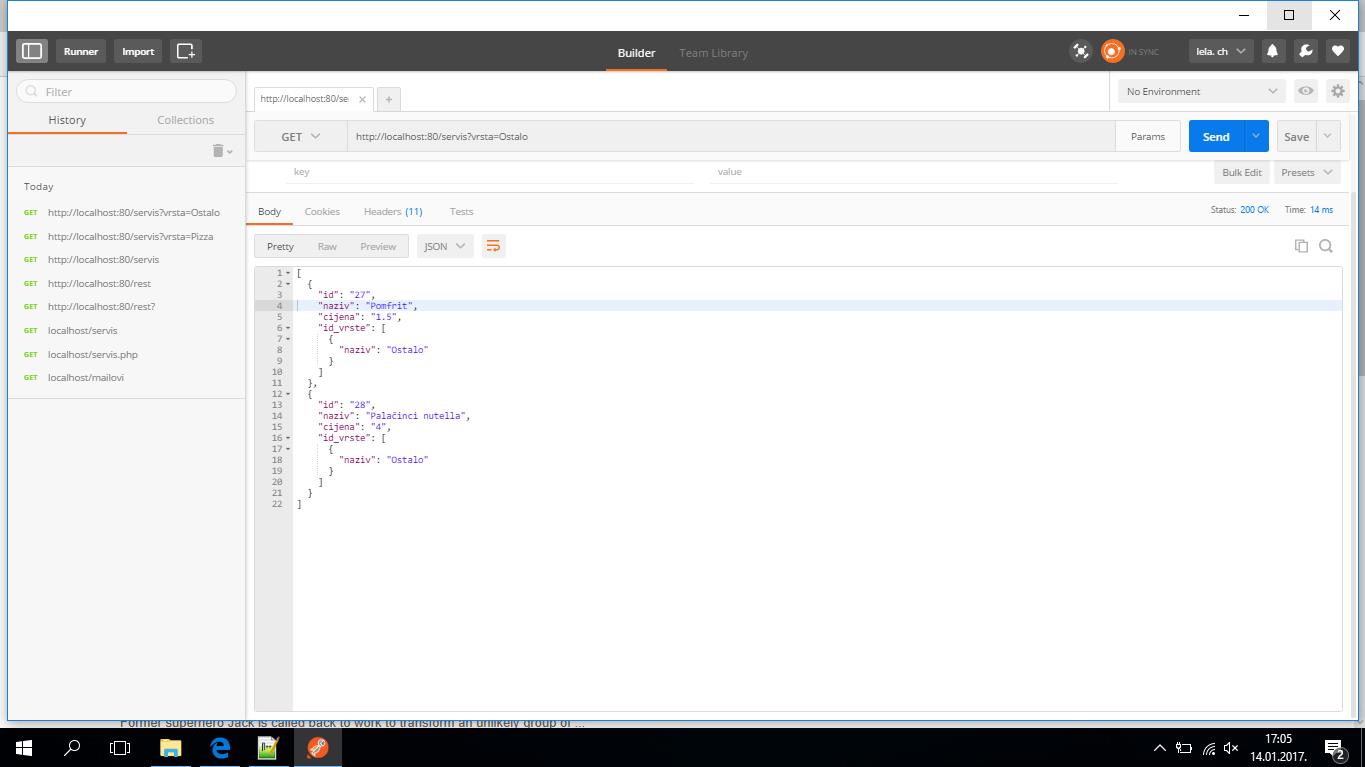 Runner Import Builder Team Library IN SYNC lela. ch
Filter
History Collections
Today
GET http://localhost:80/servis?vrsta=Ostalo
GET http://localhost:80/servis?vrsta=Pizza
GET http://localhost:80/servis
GET http://localhost:80/rest
GET http://localhost:80/rest?
GET localhost/servis
GET localhost/servis.php
GET localhost/mailovi
http://localhost:80/se No Environment
GET http://localhost:80/servis?vrsta=Ostalo Params Send Save
key value Bulk Edit Presets
Body Cookies Headers (11) Tests Status: 200 OK Time: 14 ms
Pretty Raw Preview JSON
1 [
2 {
3 "id": "27",
4 "naziv": "Pomfrit",
5 "cijena": "1.5",
6 "id_vrste": [
7 {
8 "naziv": "Ostalo"
9 }
10 ]
11 },
12 {
13 "id": "28",
14 "naziv": "Palačinci nutella",
15 "cijena": "4",
16 "id_vrste": [
17 {
18 "naziv": "Ostalo"
19 }
20 ]
21 }
22 ]
Former superhero Jack is called back to work to transform an unlikely group of ...
17:05
14.01.2017.
2